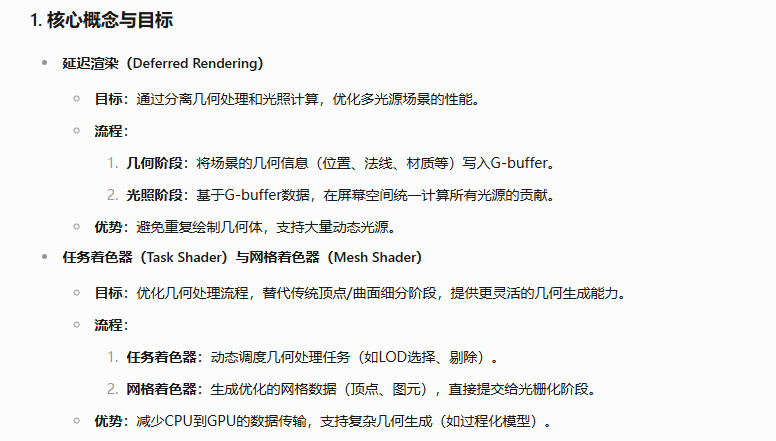 1. 核心概念与目标
延迟渲染（Deferred Rendering）
目标：通过分离几何处理和光照计算，优化多光源场景的性能。
流程：
1. 几何阶段：将场景的几何信息（位置、法线、材质等）写入G-buffer。
2. 光照阶段：基于G-buffer数据，在屏幕空间统一计算所有光源的贡献。
优势：避免重复绘制几何体，支持大量动态光源。
任务着色器（Task Shader）与网格着色器（Mesh Shader）
目标：优化几何处理流程，替代传统顶点/曲面细分阶段，提供更灵活的几何生成能力。
流程：
1. 任务着色器：动态调度几何处理任务（如LOD选择、剔除）。
2. 网格着色器：生成优化的网格数据（顶点、图元），直接提交给光栅化阶段。
优势：减少CPU到GPU的数据传输，支持复杂几何生成（如过程化模型）。